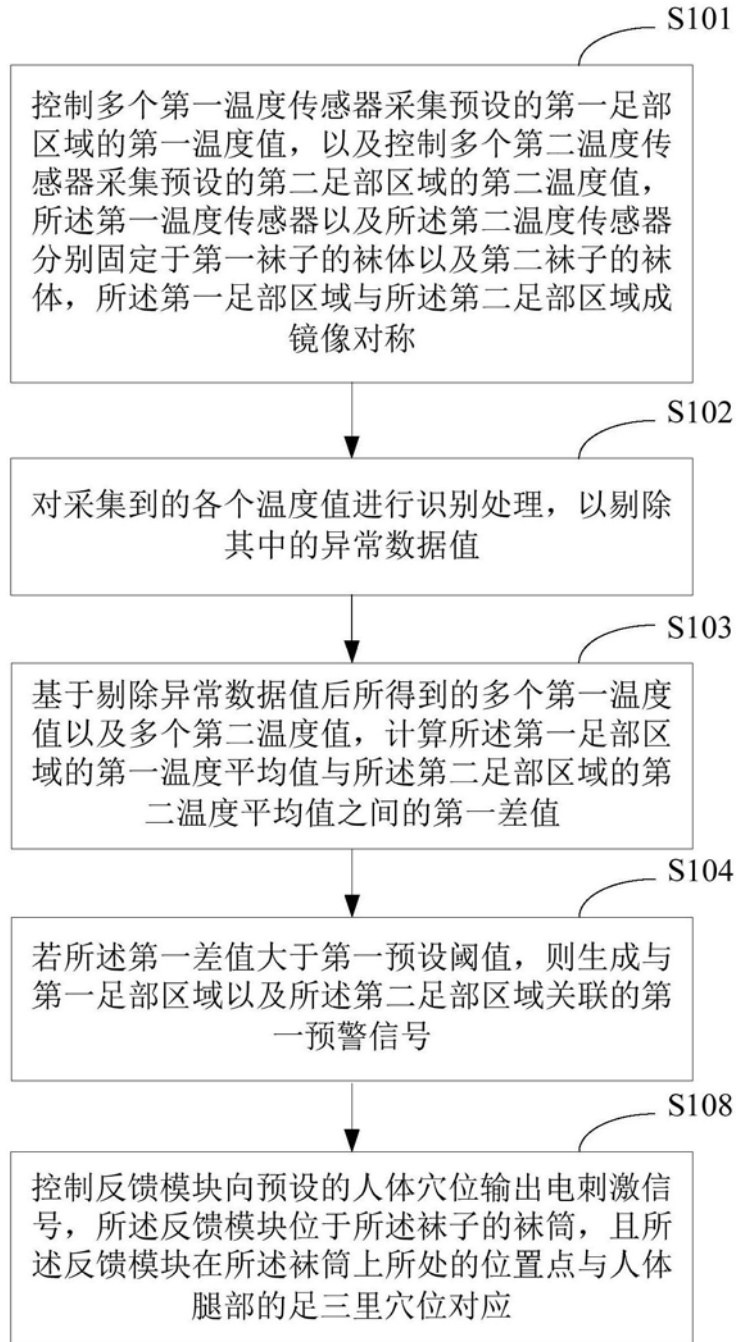 S101
控制多个第一温度传感器采集预设的第一足部
区域的第一温度值，以及控制多个第二温度传
感器采集预设的第二足部区域的第二温度值，
所述第一温度传感器以及所述第二温度传感器
分别固定于第一袜子的袜体以及第二袜子的袜
体，所述第一足部区域与所述第二足部区域成
镜像对称
S102
对采集到的各个温度值进行识别处理，以剔除
其中的异常数据值
S103
基于剔除异常数据值后所得到的多个第一温度
值以及多个第二温度值，计算所述第一足部区
域的第一温度平均值与所述第二足部区域的第
二温度平均值之间的第一差值
S104
若所述第一差值大于第一预设阈值，则生成与
第一足部区域以及所述第二足部区域关联的第
一预警信号
S108
控制反馈模块向预设的人体穴位输出电刺激信
号，所述反馈模块位于所述袜子的袜筒，且所
述反馈模块在所述袜筒上所处的位置点与人体
腿部的足三里穴位对应